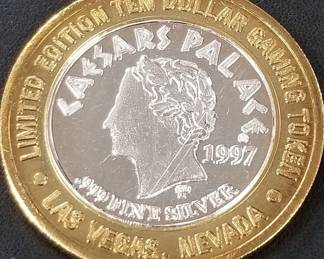 LIMITED EDITION TEN DOLLAR GAMING TOKEN
CAESARS PALACE
1997
.999 FINE SILVER
LAS VEGAS, NEVADA